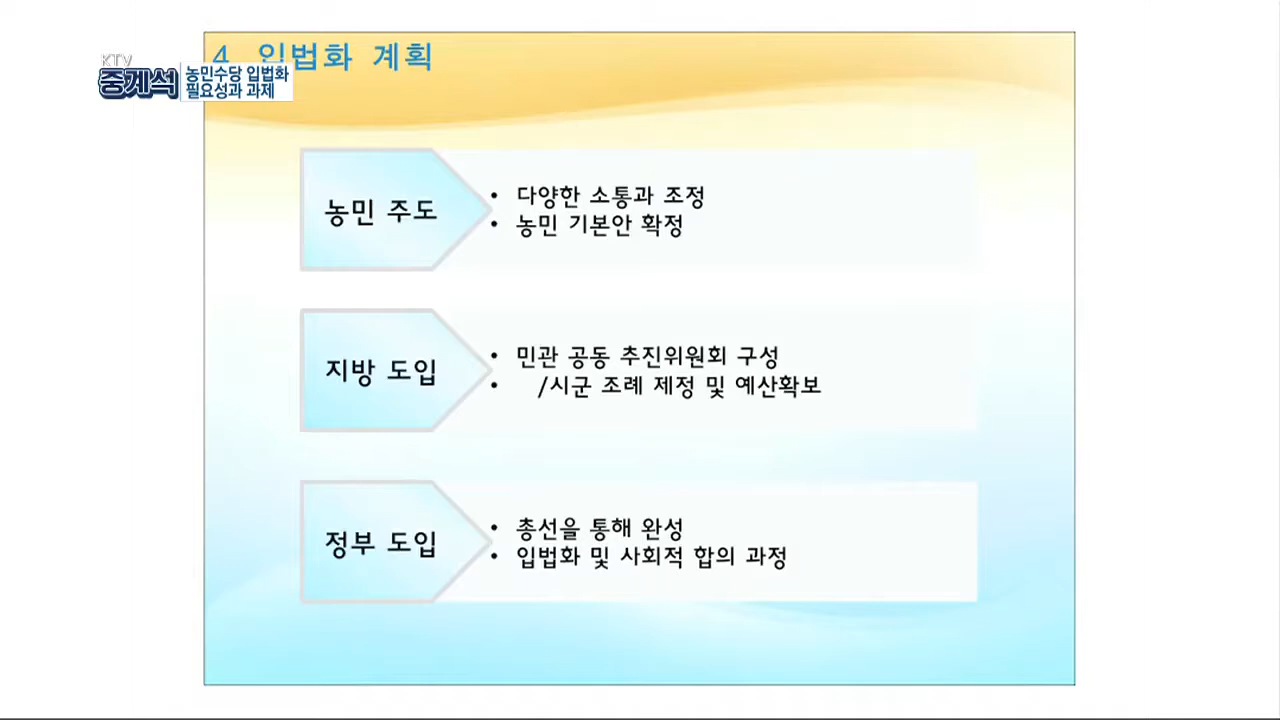 4. 입법화 계획
KTV
중계석
농민수당 입법화
필요성과 과제
농민 주도
• 다양한 소통과 조정
• 농민 기본안 확정
지방 도입
• 민관 공동 추진위원회 구성
• /시군 조례 제정 및 예산확보
정부 도입
• 총선을 통해 완성
• 입법화 및 사회적 합의 과정